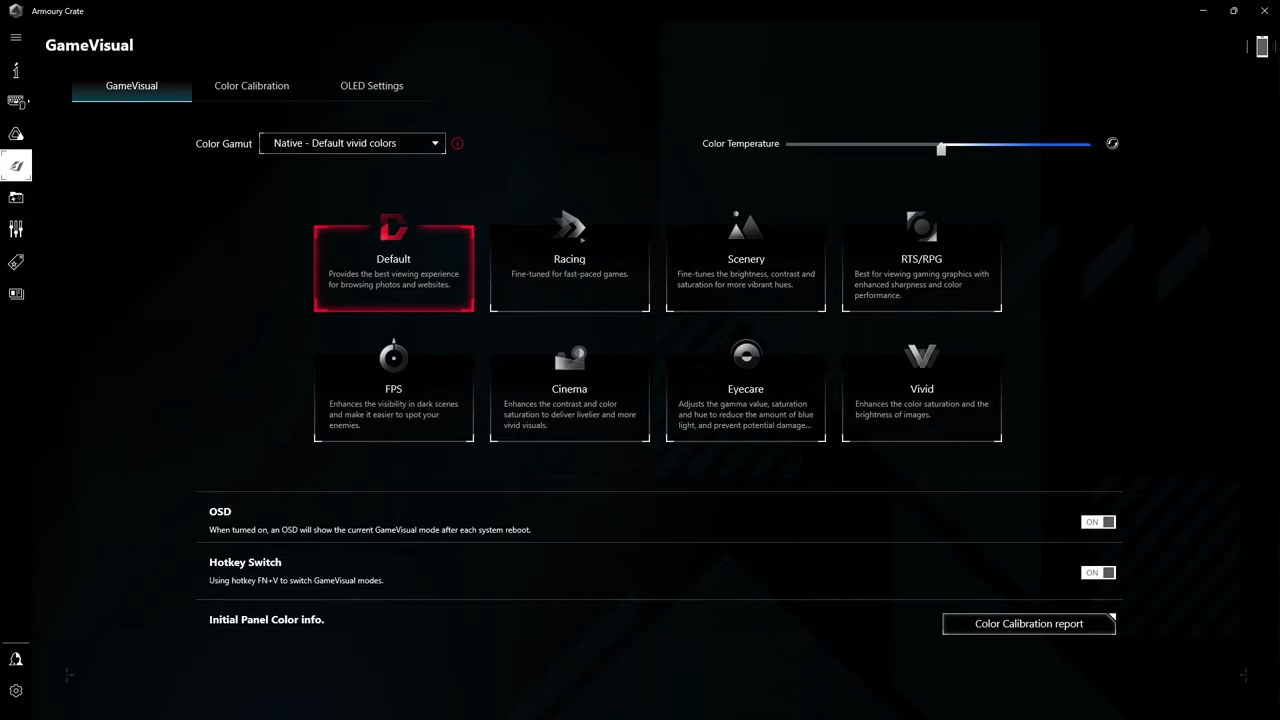 Armoury Crate
GameVisual
GameVisual
Color Calibration
OLED Settings
Color Gamut
Native - Default vivid colors
Color Temperature
Default
Provides the best viewing experience
for browsing photos and websites.
Racing
Fine-tuned for fast-paced games.
Scenery
Fine-tunes the brightness, contrast and
saturation for more vibrant hues.
RTS/RPG
Best for viewing gaming graphics with
enhanced sharpness and color
performance.
FPS
Enhances the visibility in dark scenes
and make it easier to spot your
enemies.
Cinema
Enhances the contrast and color
saturation to deliver livelier and more
vivid visuals.
Eyecare
Adjusts the gamma value, saturation
and hue to reduce the amount of blue
light, and prevent potential damage...
Vivid
Enhances the color saturation and the
brightness of images.
OSD
When turned on, an OSD will show the current GameVisual mode after each system reboot.
ON
Hotkey Switch
Using hotkey FN+V to switch GameVisual modes.
ON
Initial Panel Color info.
Color Calibration report